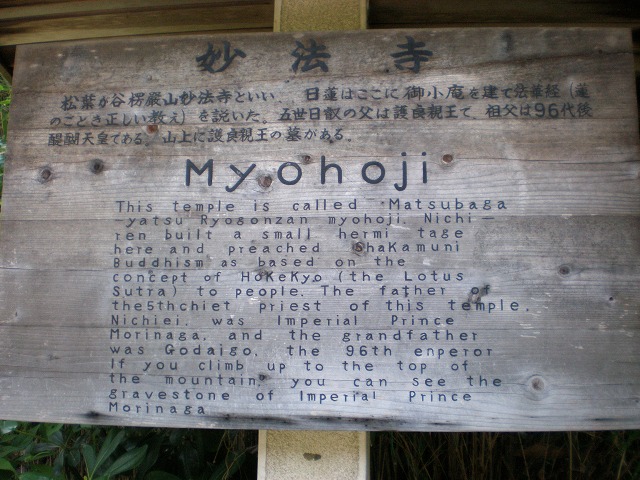 妙法寺
松葉が谷楞嚴山妙法寺といい、日蓮はここに御小庵を建て法華経(蓮
のごとき正しい教え)を説いた。五世日叡の父は護良親王で、祖父は96代後
醍醐天皇である。山上に護良親王の墓がある。
Myohoji
This temple is called Matsubaga
yatsu Ryogonzan myohoji. Nichi-
ren built a small hermi tage
here and preached Shakamuni
Buddhism as based on the
concept of HoKeKyo (the Lotus
Sutra) to people. The father of
the5thchiet priest of this temple,
Nichiei, was Imperial Prince
Morinaga, and the grandfather
was Godaigo, the 96th enperor
If you climb up to the top of
the mountain, you can see the
gravestone of Imperial Prince
Morinaga